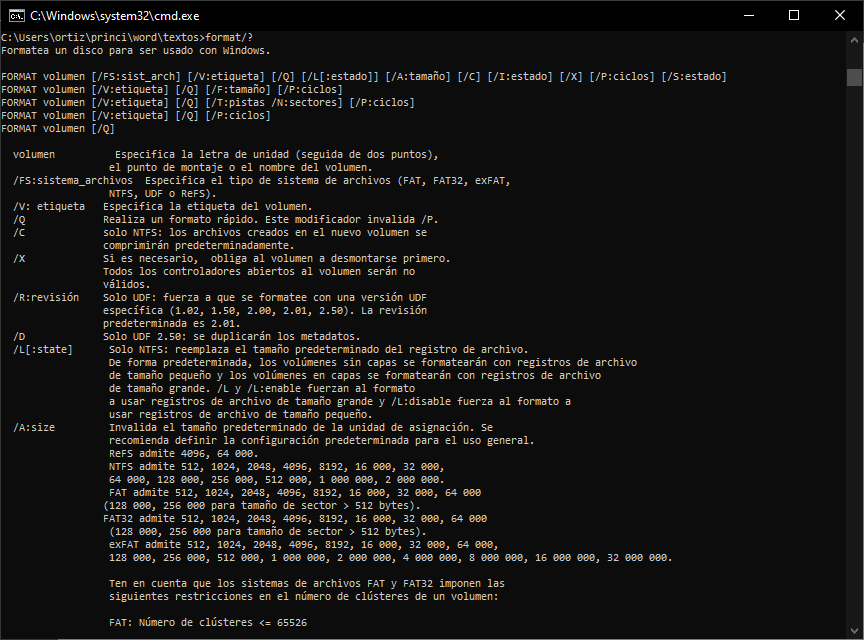 C:\Windows\system32\cmd.exe
C:\Users\ortiz\princi\word\textos>format/?
Formatea un disco para ser usado con Windows.
FORMAT volumen [/FS:sist_arch] [/V:etiqueta] [/Q] [/L[:estado]] [/A:tamaño] [/C] [/I:estado] [/X] [/P:ciclos] [/S:estado]
FORMAT volumen [/V:etiqueta] [/Q] [/F:tamaño] [/P:ciclos]
FORMAT volumen [/V:etiqueta] [/Q] [/T:pistas /N:sectores] [/P:ciclos]
FORMAT volumen [/V:etiqueta] [/Q] [/P:ciclos]
FORMAT volumen [/Q]
volumen Especifica la letra de unidad (seguida de dos puntos),
el punto de montaje o el nombre del volumen.
/FS:sistema_archivos Especifica el tipo de sistema de archivos (FAT, FAT32, exFAT,
NTFS, UDF o ReFS).
/V: etiqueta Especifica la etiqueta del volumen.
/Q Realiza un formato rápido. Este modificador invalida /P.
/C solo NTFS: los archivos creados en el nuevo volumen se
comprimirán predeterminadamente.
/X Si es necesario, obliga al volumen a desmontarse primero.
Todos los controladores abiertos al volumen serán no
válidos.
/R:revisión Solo UDF: fuerza a que se formatee con una versión UDF
específica (1.02, 1.50, 2.00, 2.01, 2.50). La revisión
predeterminada es 2.01.
/D Solo UDF 2.50: se duplicarán los metadatos.
/L[:state] Solo NTFS: reemplaza el tamaño predeterminado del registro de archivo.
De forma predeterminada, los volúmenes sin capas se formatearán con registros de archivo
de tamaño pequeño y los volúmenes en capas se formatearán con registros de archivo
de tamaño grande. /L y /L:enable fuerzan al formato
a usar registros de archivo de tamaño grande y /L:disable fuerza al formato a
usar registros de archivo de tamaño pequeño.
/A:size Invalida el tamaño predeterminado de la unidad de asignación. Se
recomienda definir la configuración predeterminada para el uso general.
ReFS admite 4096, 64 000.
NTFS admite 512, 1024, 2048, 4096, 8192, 16 000, 32 000,
64 000, 128 000, 256 000, 512 000, 1 000 000, 2 000 000.
FAT admite 512, 1024, 2048, 4096, 8192, 16 000, 32 000, 64 000
(128 000, 256 000 para tamaño de sector > 512 bytes).
FAT32 admite 512, 1024, 2048, 4096, 8192, 16 000, 32 000, 64 000
(128 000, 256 000 para tamaño de sector > 512 bytes).
exFAT admite 512, 1024, 2048, 4096, 8192, 16 000, 32 000, 64 000,
128 000, 256 000, 512 000, 1 000 000, 2 000 000, 4 000 000, 8 000 000, 16 000 000, 32 000 000.
Ten en cuenta que los sistemas de archivos FAT y FAT32 imponen las
siguientes restricciones en el número de clústeres de un volumen:
FAT: Número de clústeres <= 65526